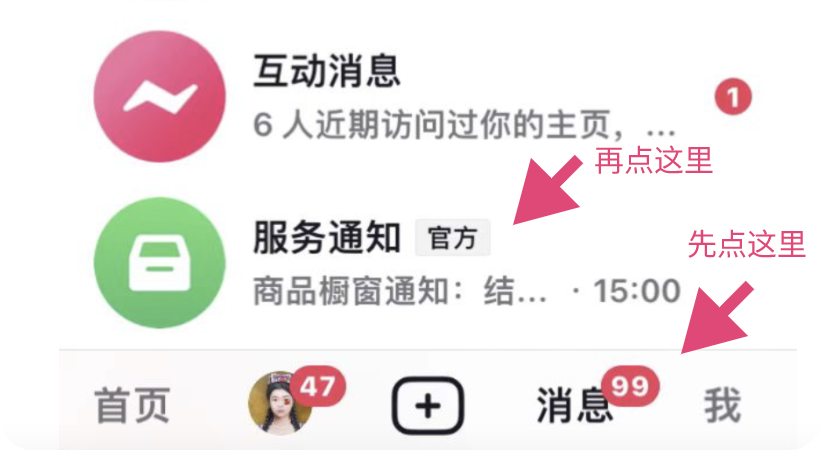 互动消息
6 人近期访问过你的主页，...
1
再点这里
服务通知 官方
先点这里
商品橱窗通知：结... · 15:00
首页
47
消息
99
我